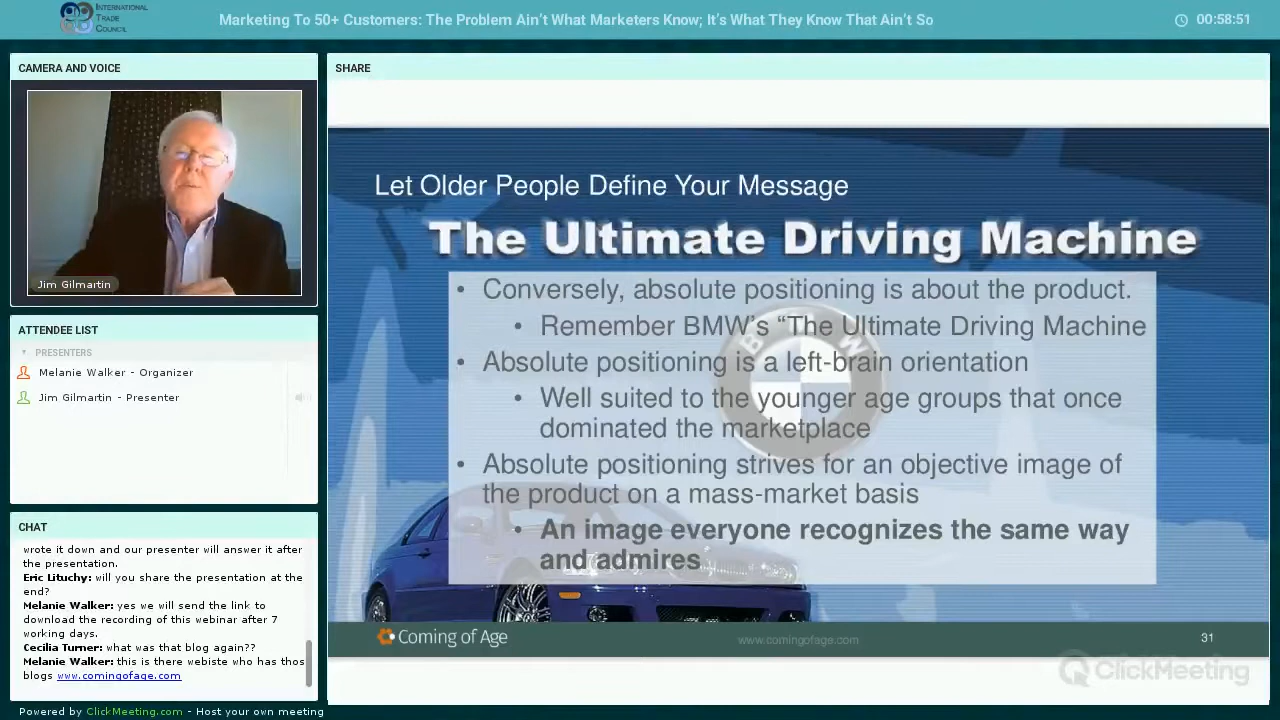 INTERNATIONAL
TRADE
COUNCIL
Marketing To 50+ Customers: The Problem Ain't What Marketers Know; It's What They Know That Ain't So
00:58:51
CAMERA AND VOICE
Jim Gilmartin
ATTENDEE LIST
PRESENTERS
Melanie Walker - Organizer
Jim Gilmartin - Presenter
CHAT
wrote it down and our presenter will answer it after
the presentation.
Eric Lituchy: will you share the presentation at the
end?
Melanie Walker: yes we will send the link to
download the recording of this webinar after 7
working days.
Cecilia Turner: what was that blog again??
Melanie Walker: this is there webiste who has thos
blogs www.comingofage.com
SHARE
Let Older People Define Your Message
The Ultimate Driving Machine
• Conversely, absolute positioning is about the product.
• Remember BMW's “The Ultimate Driving Machine
• Absolute positioning is a left-brain orientation
• Well suited to the younger age groups that once
dominated the marketplace
• Absolute positioning strives for an objective image of
the product on a mass-market basis
• An image everyone recognizes the same way
and admires
Coming of Age
www.comingofage.com
31
ClickMeeting
Powered by ClickMeeting.com - Host your own meeting